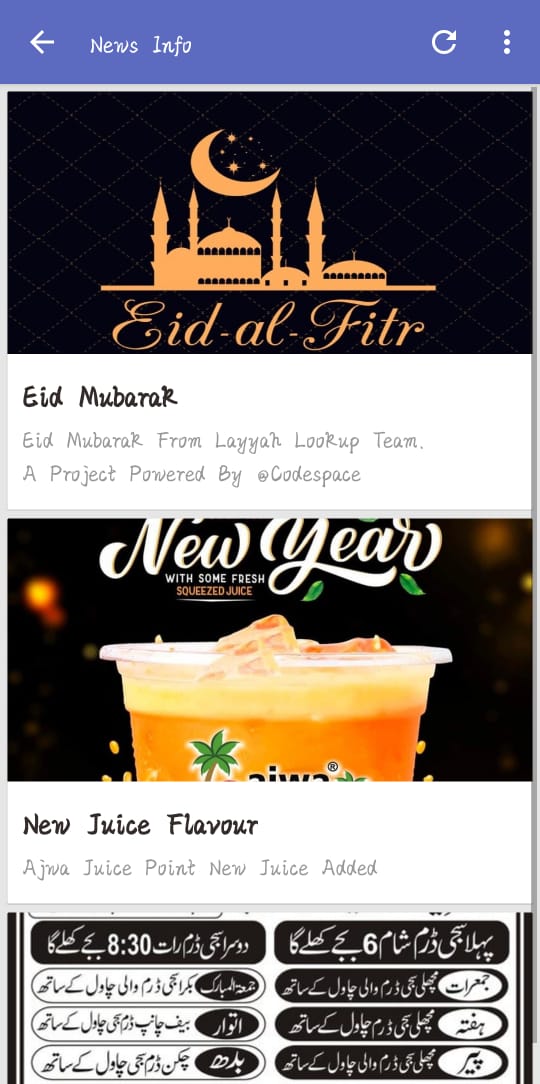 News Info
Eid-al-Fitr
Eid Mubarak
Eid Mubarak From Layyah Lookup Team.
A Project Powered By @Codespace
New Year
WITH SOME FRESH
SQUEEZED JUICE
ajwa®
New Juice Flavour
Ajwa Juice Point New Juice Added
پہلا سجی ڈرم شام 6 بجے کھلے گا
دوسرا سجی ڈرم رات 8:30 بجے کھلے گا
جمعرات مچھلی سجی ڈرم والی چاول کے ساتھ
جمعۃ المبارک بکرا سجی ڈرم والی چاول کے ساتھ
ہفتہ مچھلی سجی ڈرم والی چاول کے ساتھ
اتوار بیف چانپ ڈرم سجی چاول کے ساتھ
پیر مچھلی سجی ڈرم والی چاول کے ساتھ
بدھ چکن ڈرم سجی چاول کے ساتھ